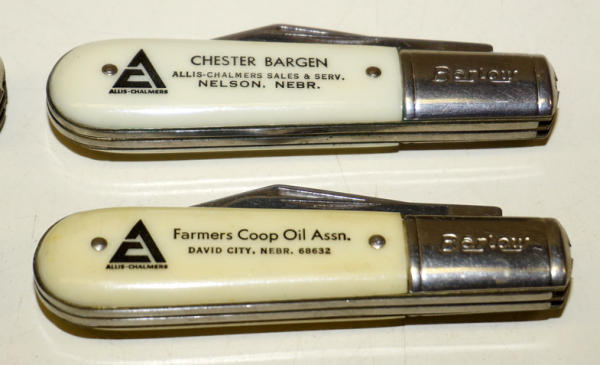 CHESTER BARGEN
ALLIS-CHALMERS SALES & SERV.
NELSON, NEBR.
ALLIS-CHALMERS
Barlow
Farmers Coop Oil Assn.
DAVID CITY, NEBR. 68632
ALLIS-CHALMERS
Barlow